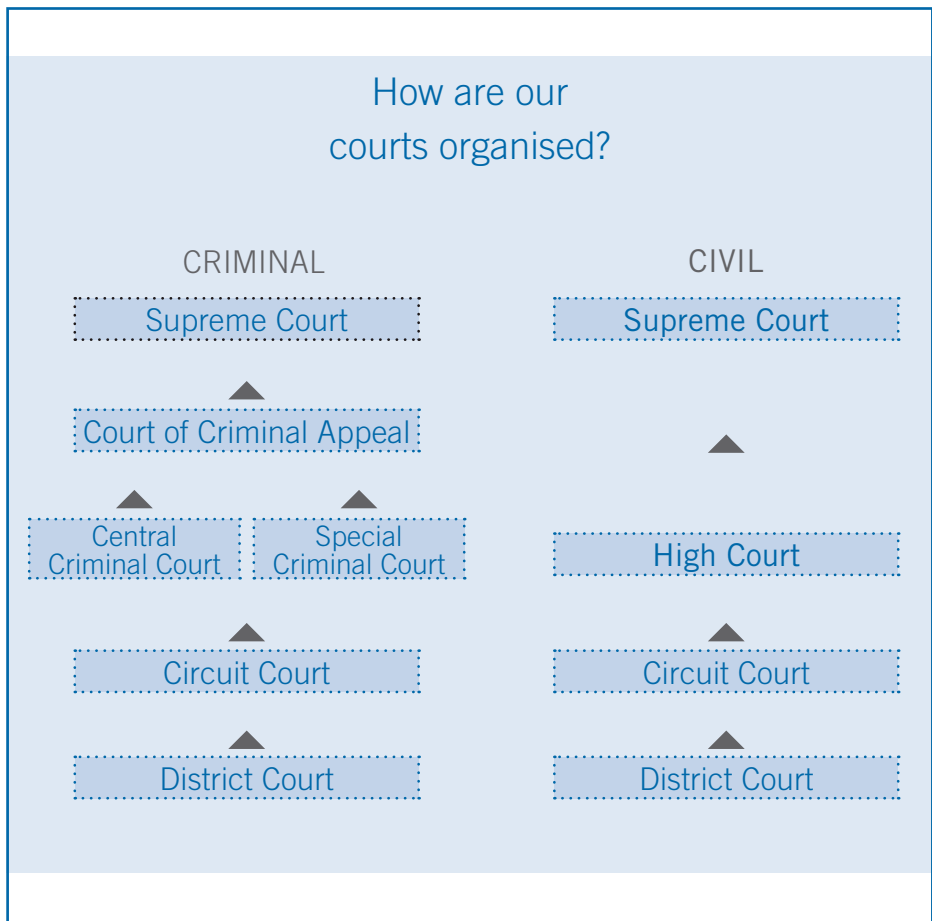 How are our
courts organised?
CRIMINAL
Supreme Court
Court of Criminal Appeal
Central
Criminal Court
Special
Criminal Court
Circuit Court
District Court
CIVIL
Supreme Court
High Court
Circuit Court
District Court